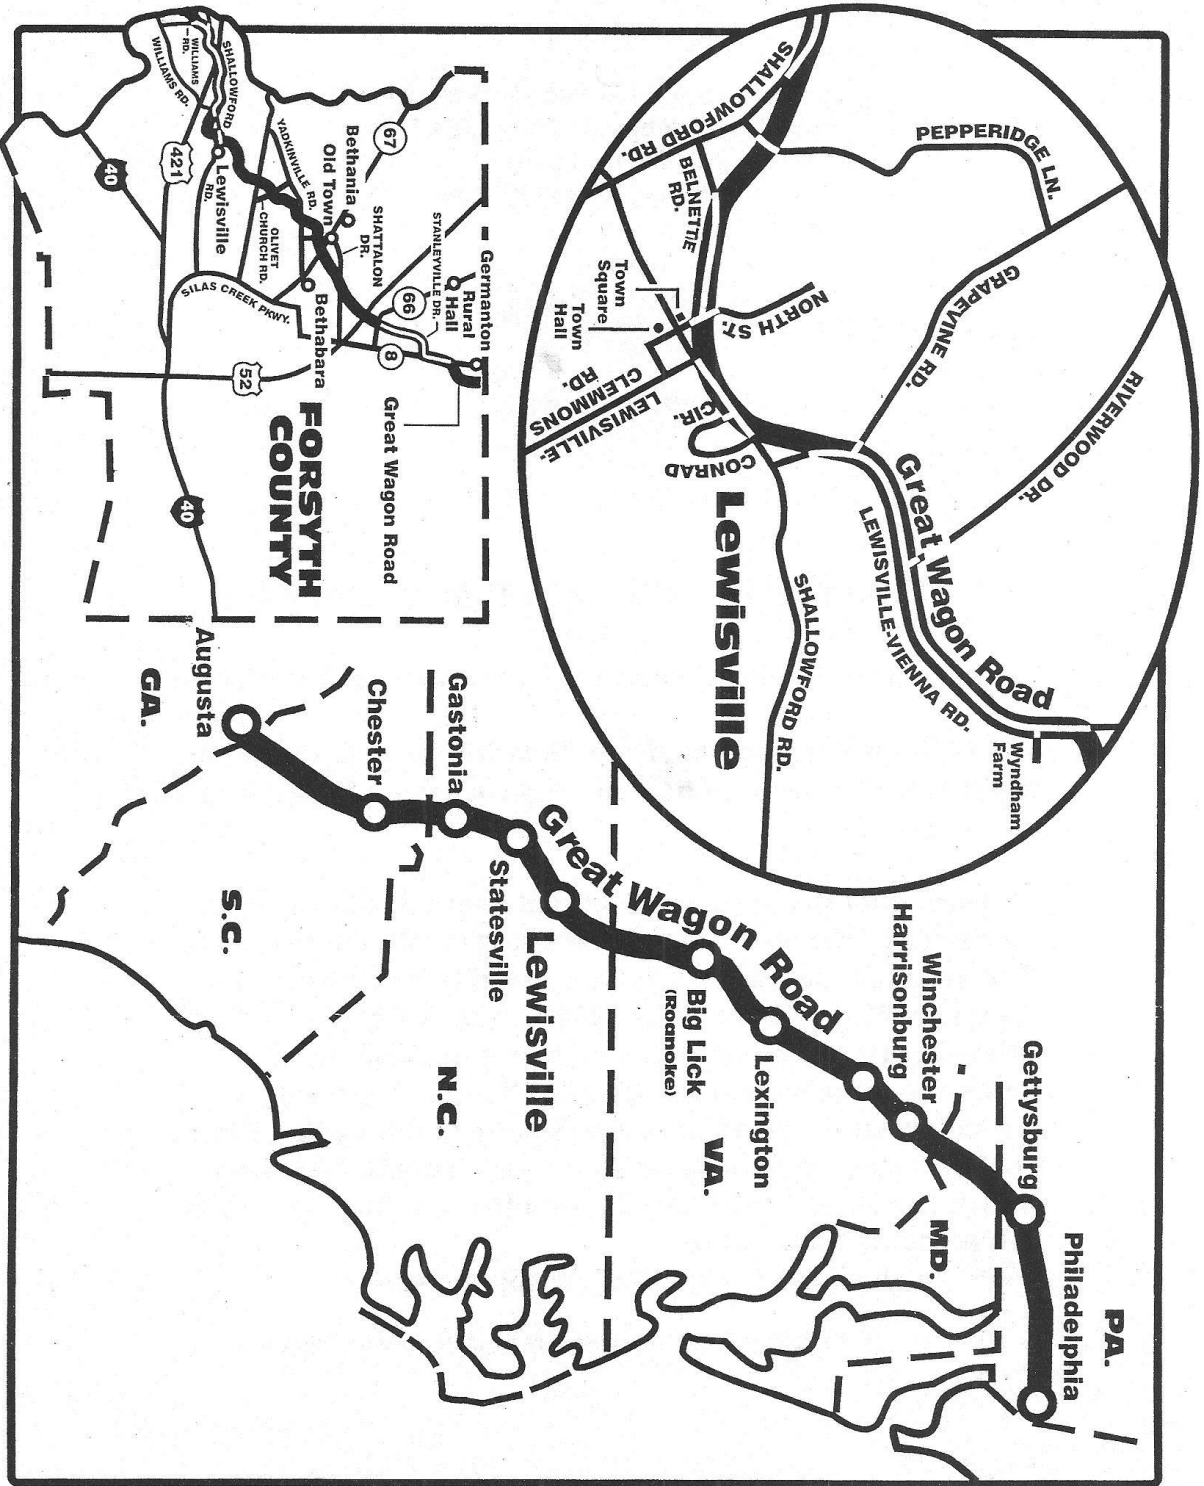 SHALLOWFORD RD.
BELNETTE
RD.
PEPPERIDGE LN.
GRAPEVINE RD.
RIVERWOOD DR.
NORTH ST.
Town
Square
Town
Hall
LEWISVILLE-
CLEMMONS
RD.
CONRAD
CIR.
Lewisville
Great Wagon Road
LEWISVILLE-VIENNA RD.
SHALLOWFORD RD.
Wyndham
Farm
SHALLOWFORD
WILLIAMS
RD.
WILLIAMS RD.
67
421
40
Lewisville
RD.
YADKINVILLE RD.
Bethania
Old Town
OLIVET
CHURCH RD.
SHATTALON
DR.
STANLEYVILLE DR.
Germanton
Rural
Hall
66
8
Bethabara
SILAS CREEK PKWY.
52
40
Great Wagon Road
FORSYTH
COUNTY
PA.
Philadelphia
Gettysburg
MD.
Winchester
Harrisonburg
Lexington
VA.
Big Lick
(Roanoke)
Great Wagon Road
Lewisville
N.C.
Statesville
Gastonia
Chester
S.C.
Augusta
GA.